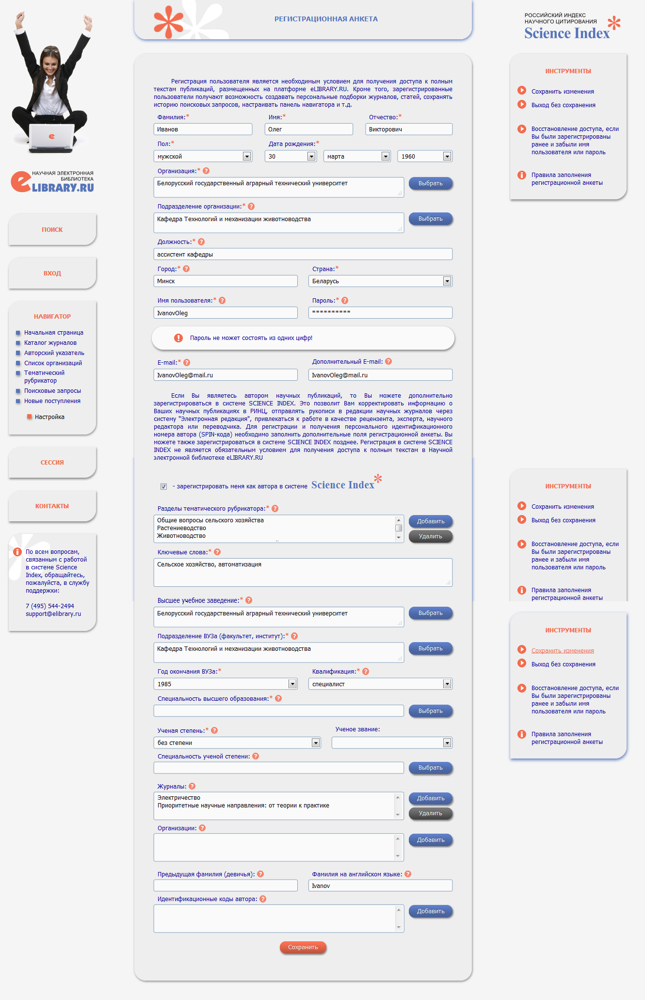 РЕГИСТРАЦИОННАЯ АНКЕТА
РОССИЙСКИЙ ИНДЕКС
НАУЧНОГО ЦИТИРОВАНИЯ
Science Index
НАУЧНАЯ ЭЛЕКТРОННАЯ
БИБЛИОТЕКА
eLIBRARY.RU
ПОИСК
ВХОД
НАВИГАТОР
Начальная страница
Каталог журналов
Авторский указатель
Список организаций
Тематический
рубрикатор
Поисковые запросы
Новые поступления
Настройка
СЕССИЯ
КОНТАКТЫ
По всем вопросам,
связанным с работой
в системе Science
Index, обращайтесь,
пожалуйста, в службу
поддержки:
7 (495) 544-2494
support@elibrary.ru
Регистрация пользователя является необходимым условием для получения доступа к полным
текстам публикаций, размещенных на платформе eLIBRARY.RU. Кроме того, зарегистрированные
пользователи получают возможность создавать персональные подборки журналов, статей, сохранять
историю поисковых запросов, настраивать панель навигатора и т.д.
Фамилия:* Имя:* Отчество:*
Иванов Олег Викторович
Пол:* Дата рождения:*
мужской 30 марта 1960
Организация:* ?
Белорусский государственный аграрный технический университет Выбрать
Подразделение организации:* ?
Кафедра Технологий и механизации животноводства Выбрать
Должность:* ?
ассистент кафедры
Город:* ? Страна:*
Минск Беларусь
Имя пользователя:* ? Пароль:* ?
IvanovOleg **********
! Пароль не может состоять из одних цифр!
E-mail:* ? Дополнительный E-mail: ?
IvanovOleg@mail.ru IvanovOleg@mail.ru
Если Вы являетесь автором научных публикаций, то Вы можете дополнительно
зарегистрироваться в системе SCIENCE INDEX. Это позволит Вам корректировать информацию о
Ваших научных публикациях в РИНЦ, отправлять рукописи в редакции научных журналов через
систему "Электронная редакция", привлекаться к работе в качестве рецензента, эксперта, научного
редактора или переводчика. Для регистрации и получения персонального идентификационного
номера автора (SPIN-кода) необходимо заполнить дополнительные поля регистрационной анкеты. Вы
можете также зарегистрироваться в системе SCIENCE INDEX позднее. Регистрация в системе SCIENCE
INDEX не является обязательным условием для получения доступа к полным текстам в Научной
электронной библиотеке eLIBRARY.RU
- зарегистрировать меня как автора в системе Science Index
Разделы тематического рубрикатора:* ?
Общие вопросы сельского хозяйства Добавить
Растениеводство
Животноводство Удалить
Ключевые слова:* ?
Сельское хозяйство, автоматизация
Высшее учебное заведение:* ?
Белорусский государственный аграрный технический университет Выбрать
Подразделение ВУЗа (факультет, институт):* ?
Кафедра Технологий и механизации животноводства Выбрать
Год окончания ВУЗа:* Квалификация:* ?
1985 специалист
Специальность высшего образования:* ?
Выбрать
Ученая степень:* ? Ученое звание:
без степени
Специальность ученой степени: ?
Выбрать
Журналы: ?
Электричество Добавить
Приоритетные научные направления: от теории к практике
Удалить
Организации: ?
Добавить
Предыдущая фамилия (девичья): ? Фамилия на английском языке: ?
Ivanov
Идентификационные коды автора: ?
Добавить
Сохранить
ИНСТРУМЕНТЫ
Сохранить изменения
Выход без сохранения
Восстановление доступа, если
Вы были зарегистрированы
ранее и забыли имя
пользователя или пароль
Правила заполнения
регистрационной анкеты
ИНСТРУМЕНТЫ
Сохранить изменения
Выход без сохранения
Восстановление доступа, если
Вы были зарегистрированы
ранее и забыли имя
пользователя или пароль
Правила заполнения
регистрационной анкеты
ИНСТРУМЕНТЫ
Сохранить изменения
Выход без сохранения
Восстановление доступа, если
Вы были зарегистрированы
ранее и забыли имя
пользователя или пароль
Правила заполнения
регистрационной анкеты